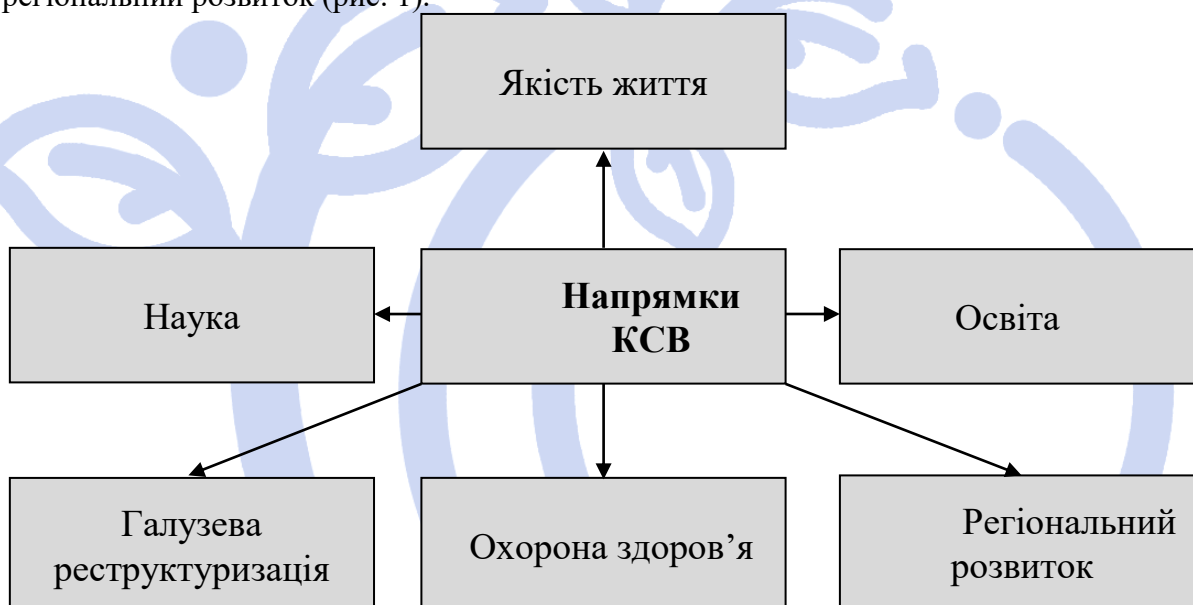 регіональний розвиток (рис. 1).
Якість життя
Наука
Напрямки
КСВ
Освіта
Галузева
реструктуризація
Охорона здоров’я
Регіональний
розвиток